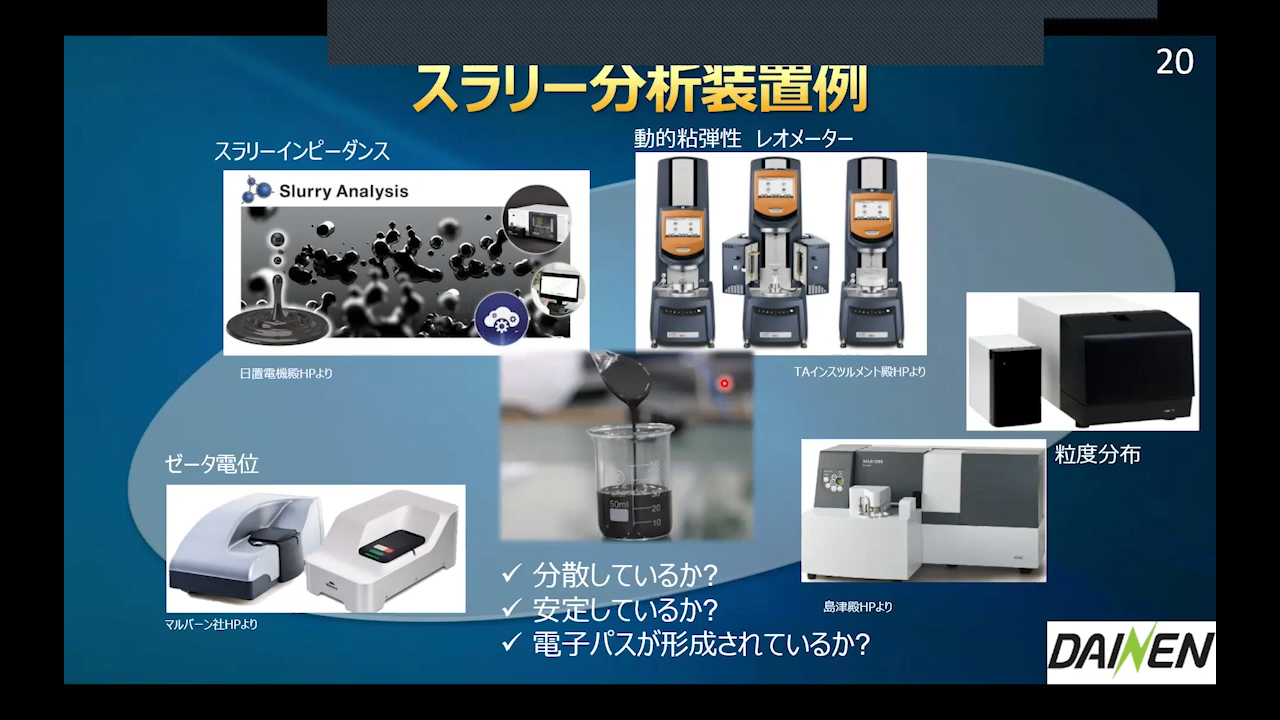 20
スラリー分析装置例
スラリーインピーダンス
動的粘弾性 レオメーター
Slurry Analysis
日置電機殿HPより
TAインスツルメント殿HPより
粒度分布
ゼータ電位
50ml
30
20
10
✓ 分散しているか?
✓ 安定しているか?
✓ 電子パスが形成されているか?
マルバーン社HPより
島津殿HPより
DAINEN